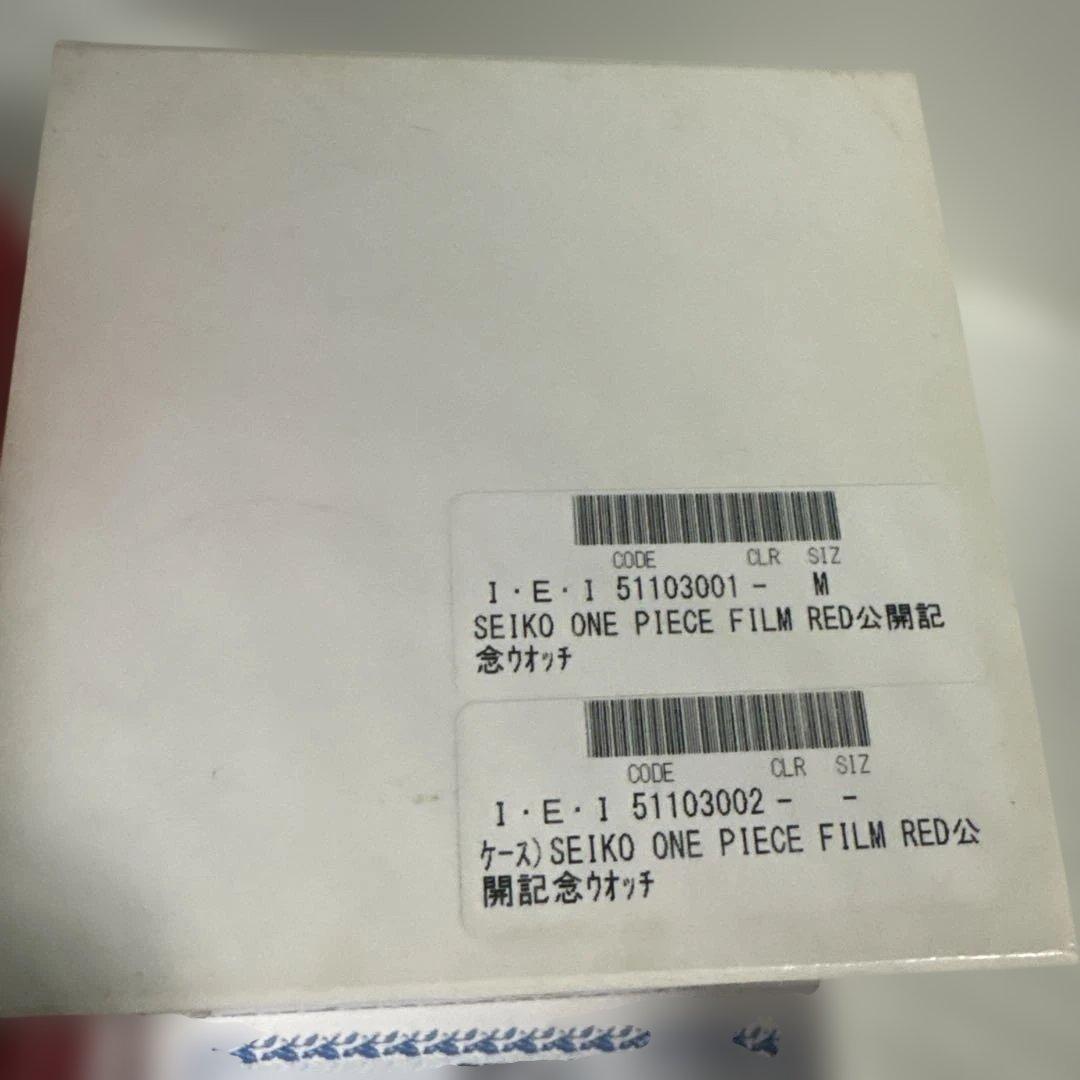 CODE CLR SIZ
I・E・I 51103001 - M
SEIKO ONE PIECE FILM RED公開記
念ｳｵｯﾁ
CODE CLR SIZ
I・E・I 51103002 - -
ｹｰｽ)SEIKO ONE PIECE FILM RED公
開記念ｳｵｯﾁ